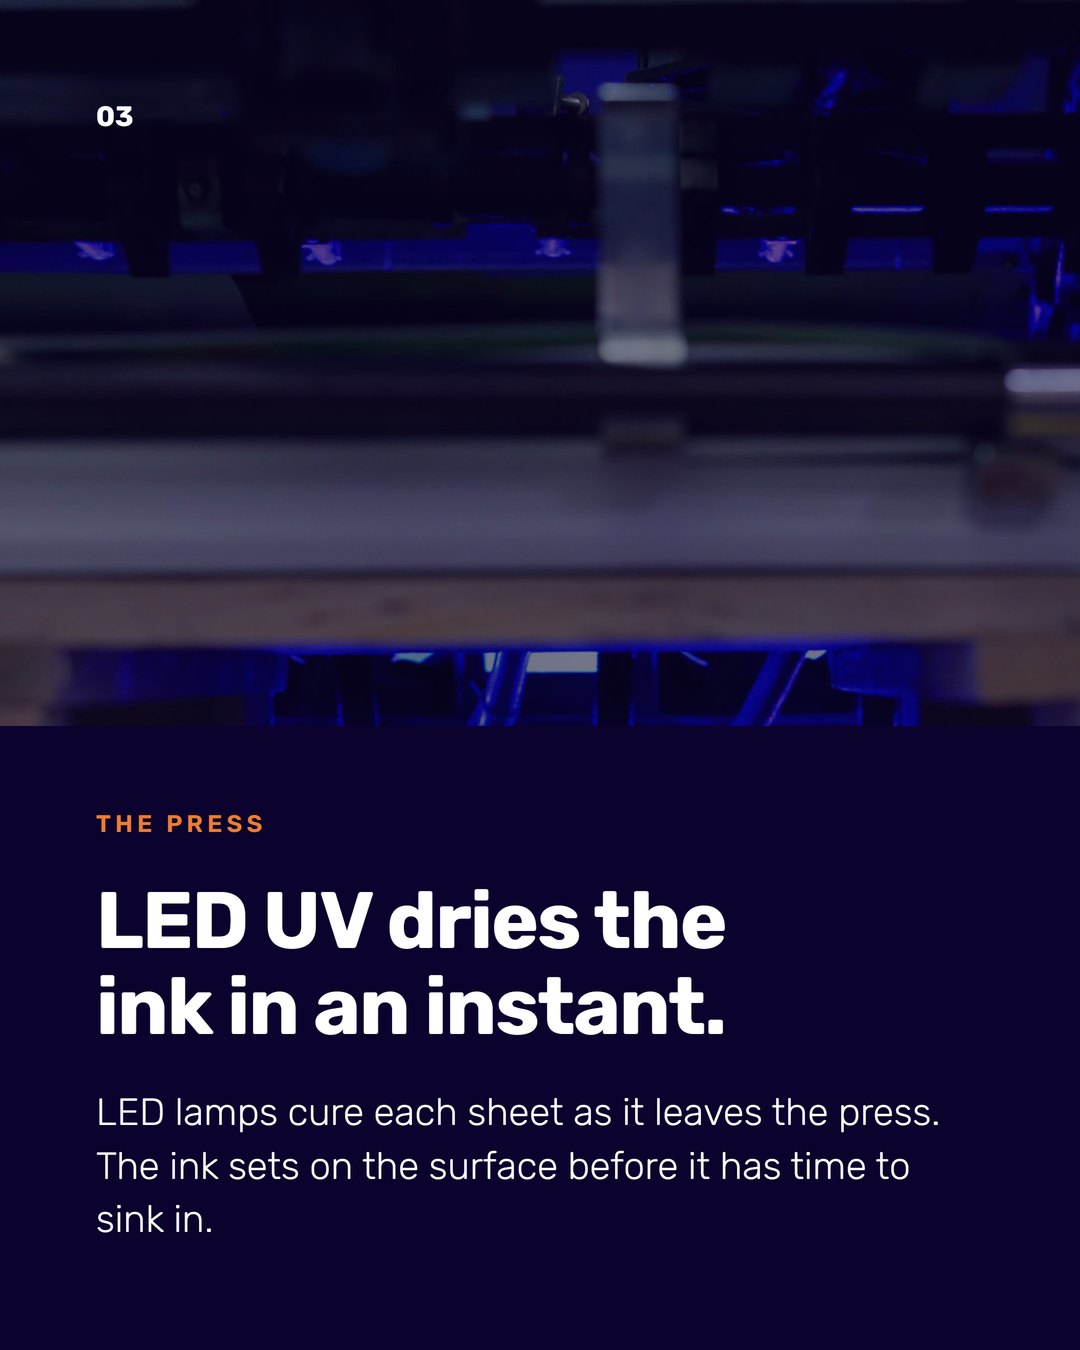 03
THE PRESS
LED UV dries the
ink in an instant.
LED lamps cure each sheet as it leaves the press.
The ink sets on the surface before it has time to
sink in.